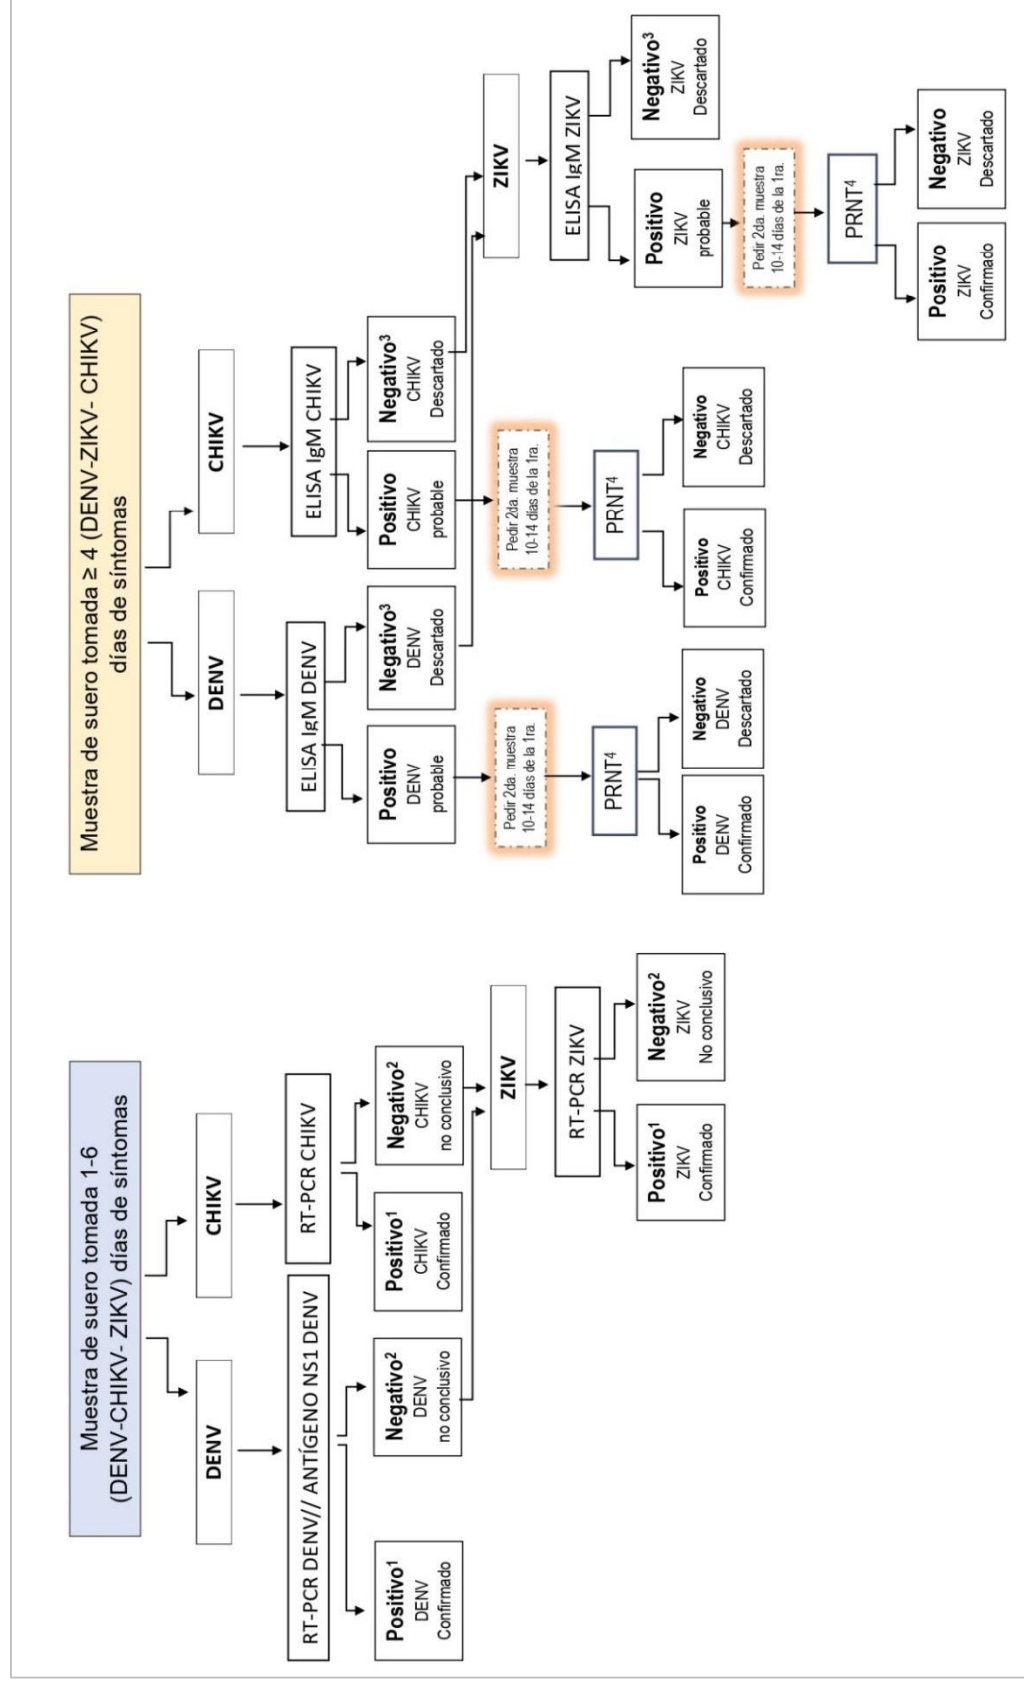 Muestra de suero tomada 1-6
(DENV-CHIKV- ZIKV) días de síntomas
DENV
CHIKV
RT-PCR DENV// ANTÍGENO NS1 DENV
RT-PCR CHIKV
Positivo¹
DENV
Confirmado
Negativo²
DENV
no conclusivo
Positivo¹
CHIKV
Confirmado
Negativo²
CHIKV
no conclusivo
ZIKV
RT-PCR ZIKV
Positivo¹
ZIKV
Confirmado
Negativo²
ZIKV
No conclusivo
Muestra de suero tomada ≥ 4 (DENV-ZIKV- CHIKV)
días de síntomas
DENV
CHIKV
ELISA IgM DENV
ELISA IgM CHIKV
Positivo
DENV
probable
Negativo³
DENV
Descartado
Positivo
CHIKV
probable
Negativo³
CHIKV
Descartado
ZIKV
Pedir 2da. muestra
10-14 días de la 1ra.
Pedir 2da. muestra
10-14 días de la 1ra.
ELISA IgM ZIKV
PRNT⁴
PRNT⁴
Positivo
ZIKV
probable
Negativo³
ZIKV
Descartado
Positivo
DENV
Confirmado
Negativo
DENV
Descartado
Positivo
CHIKV
Confirmado
Negativo
CHIKV
Descartado
Pedir 2da. muestra
10-14 días de la 1ra.
PRNT⁴
Positivo
ZIKV
Confirmado
Negativo
ZIKV
Descartado